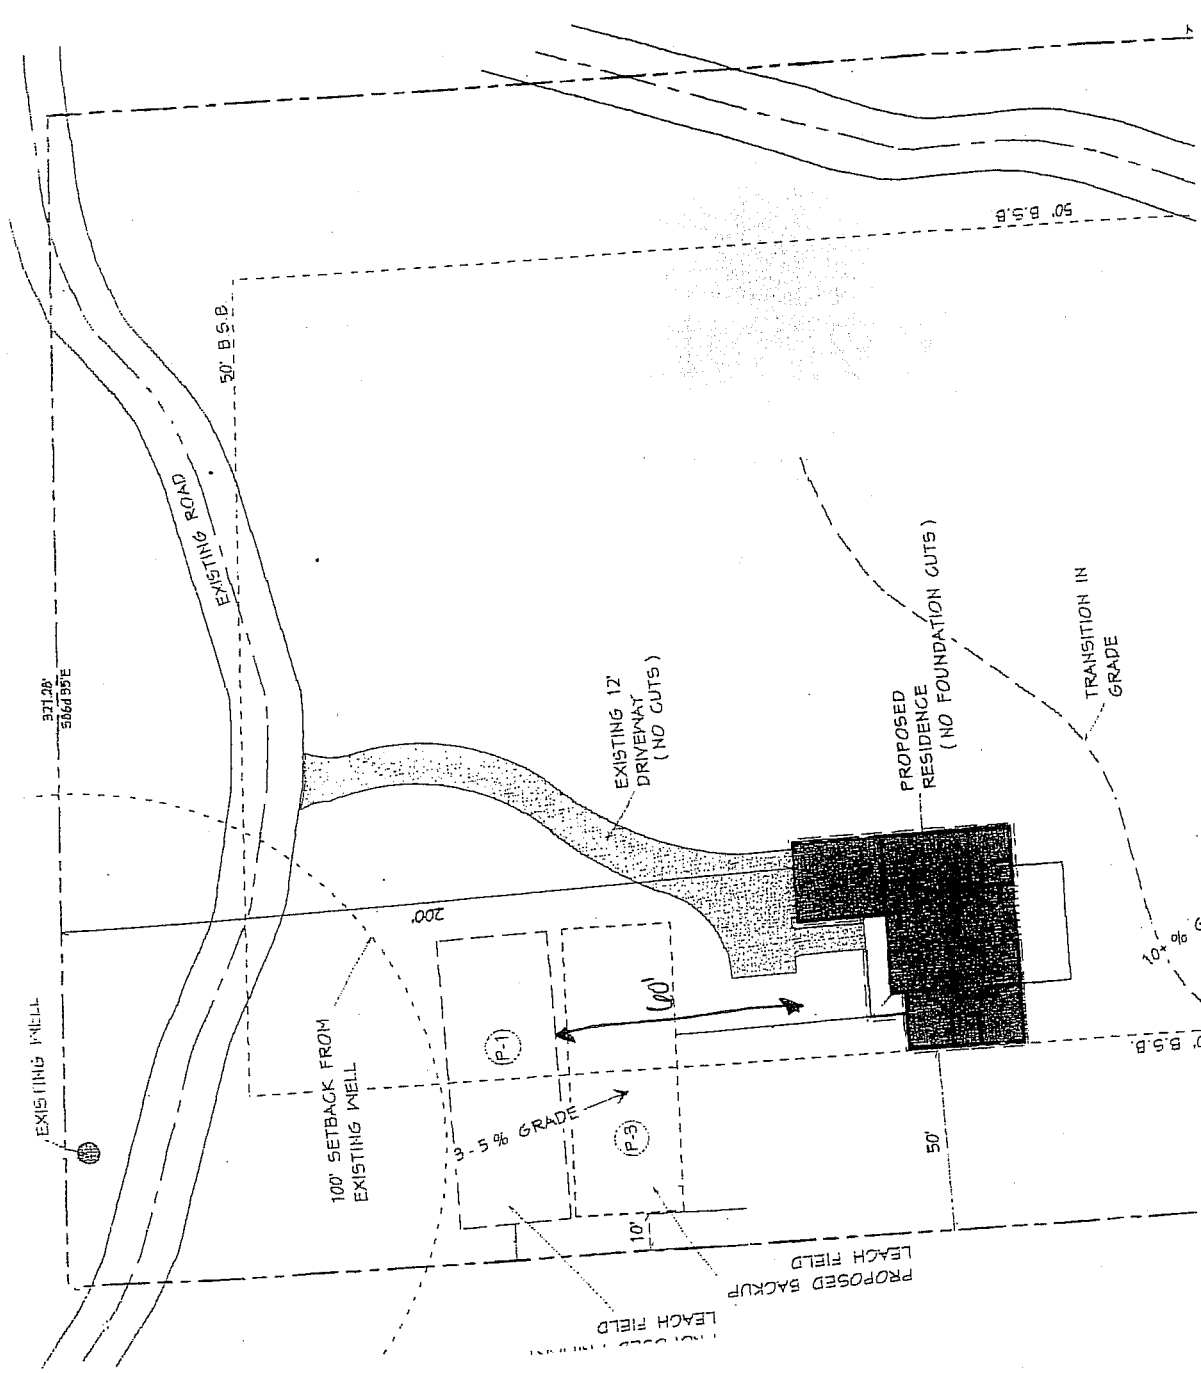 50' B.S.B
50' B.S.B
EXISTING ROAD
327.28'
EXISTING 12'
DRIVEWAY
(NO CUTS)
PROPOSED
RESIDENCE
(NO FOUNDATION CUTS)
TRANSITION IN
GRADE
200'
10+ %
EXISTING WELL
100' SETBACK FROM
EXISTING WELL
P-1
60'
3-5% GRADE
P-3
50'
B.S.B.
10'
PROPOSED BACKUP
LEACH FIELD
LEACH FIELD